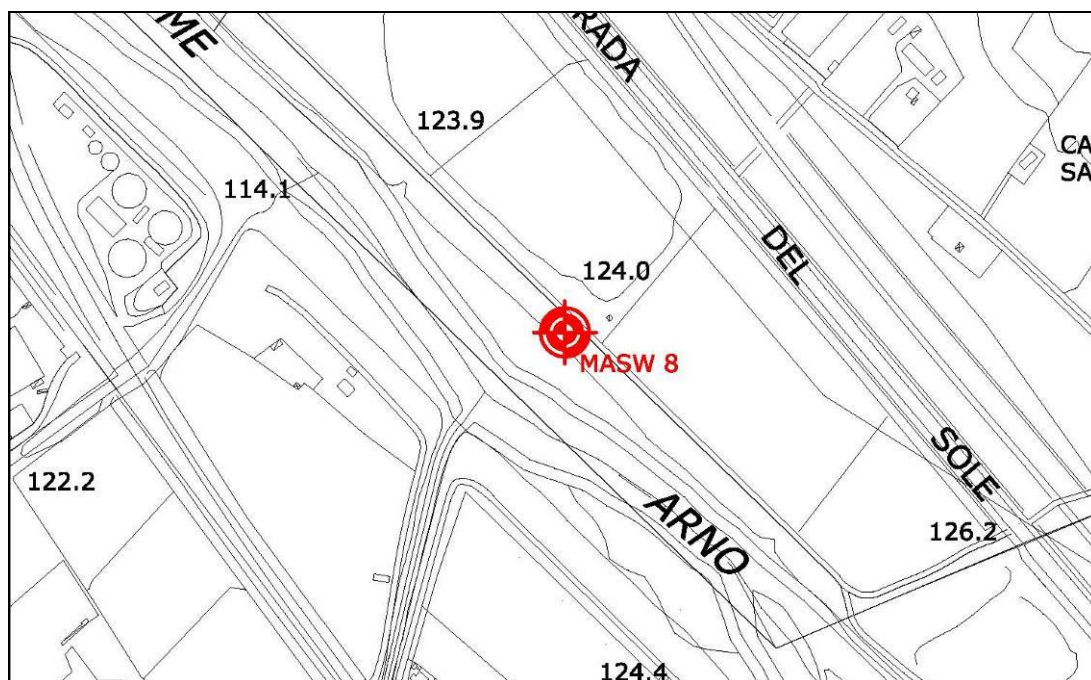 ME
RADA
123.9
CA
SA
114.1
DEL
124.0
MASW 8
SOLE
122.2
ARNO
126.2
124.4